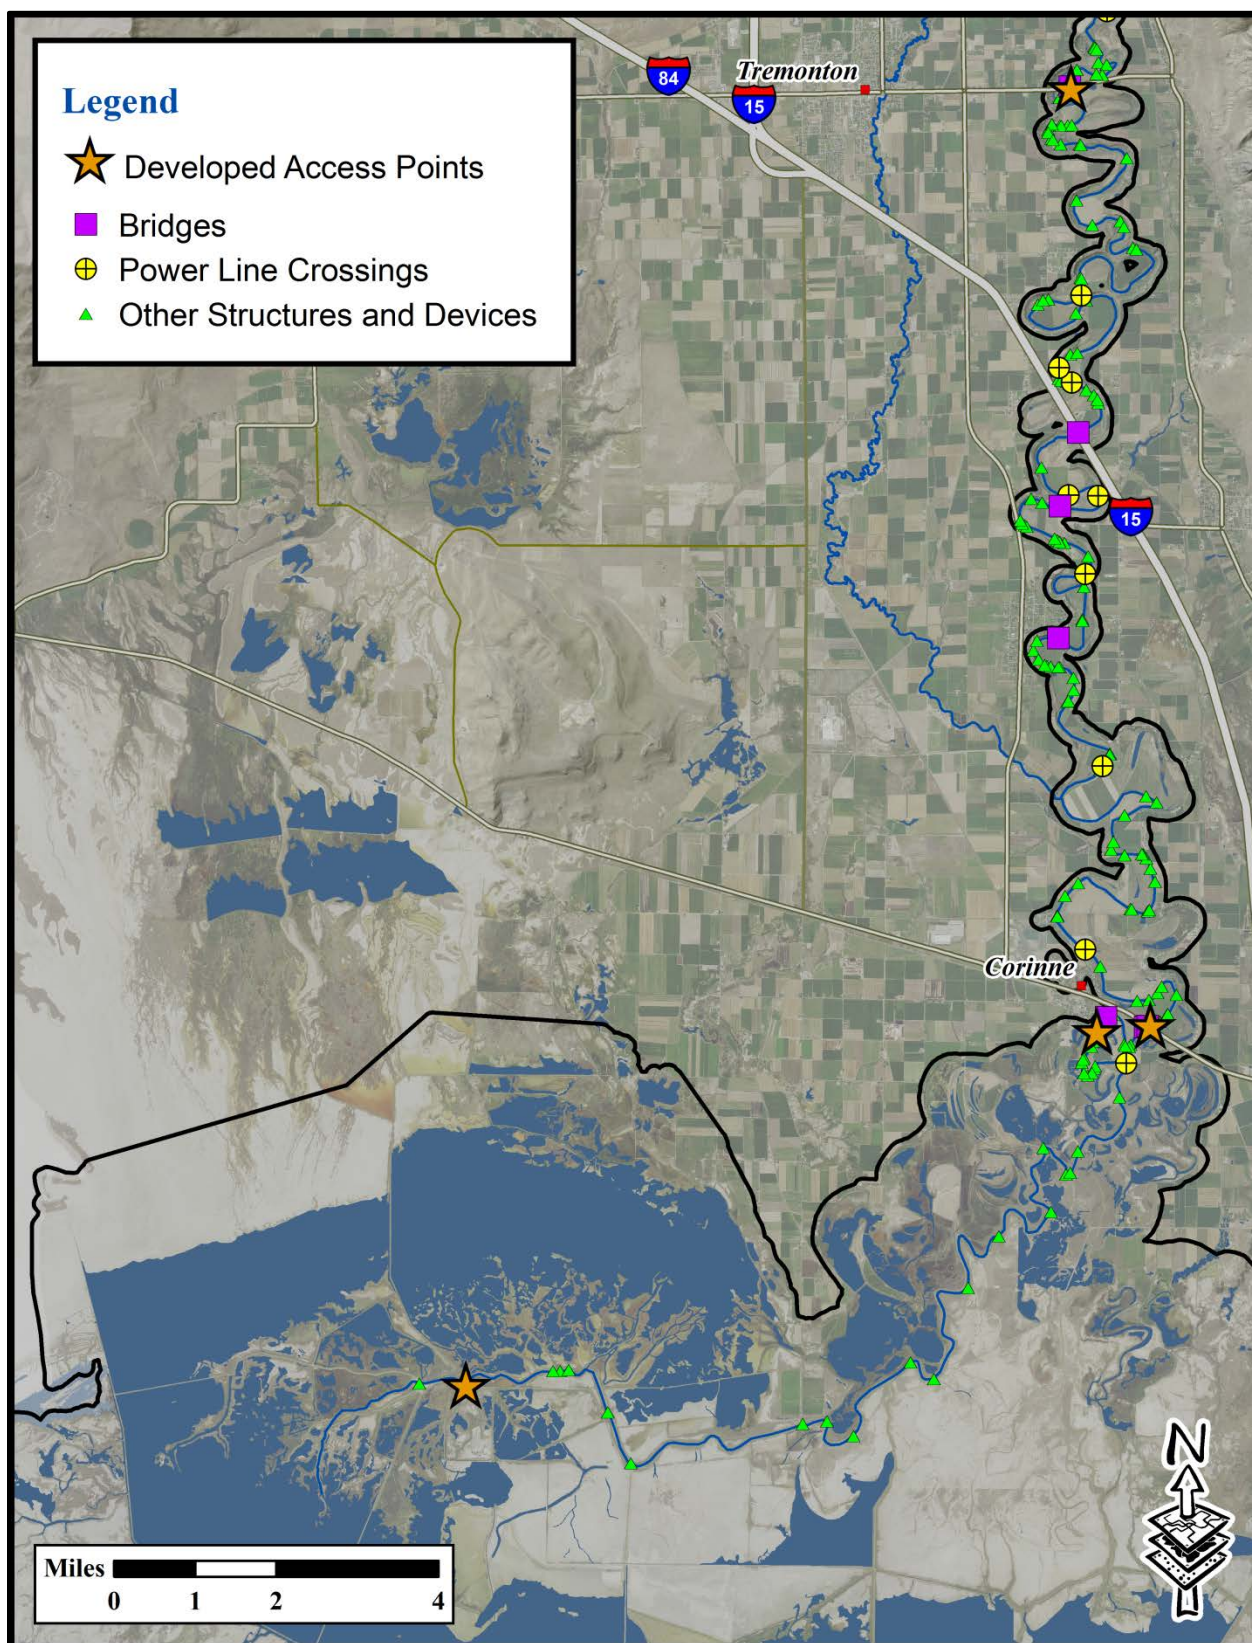 84
15
Tremonton
Legend
Developed Access Points
Bridges
Power Line Crossings
Other Structures and Devices
15
Corinne
N
Miles
0 1 2 4